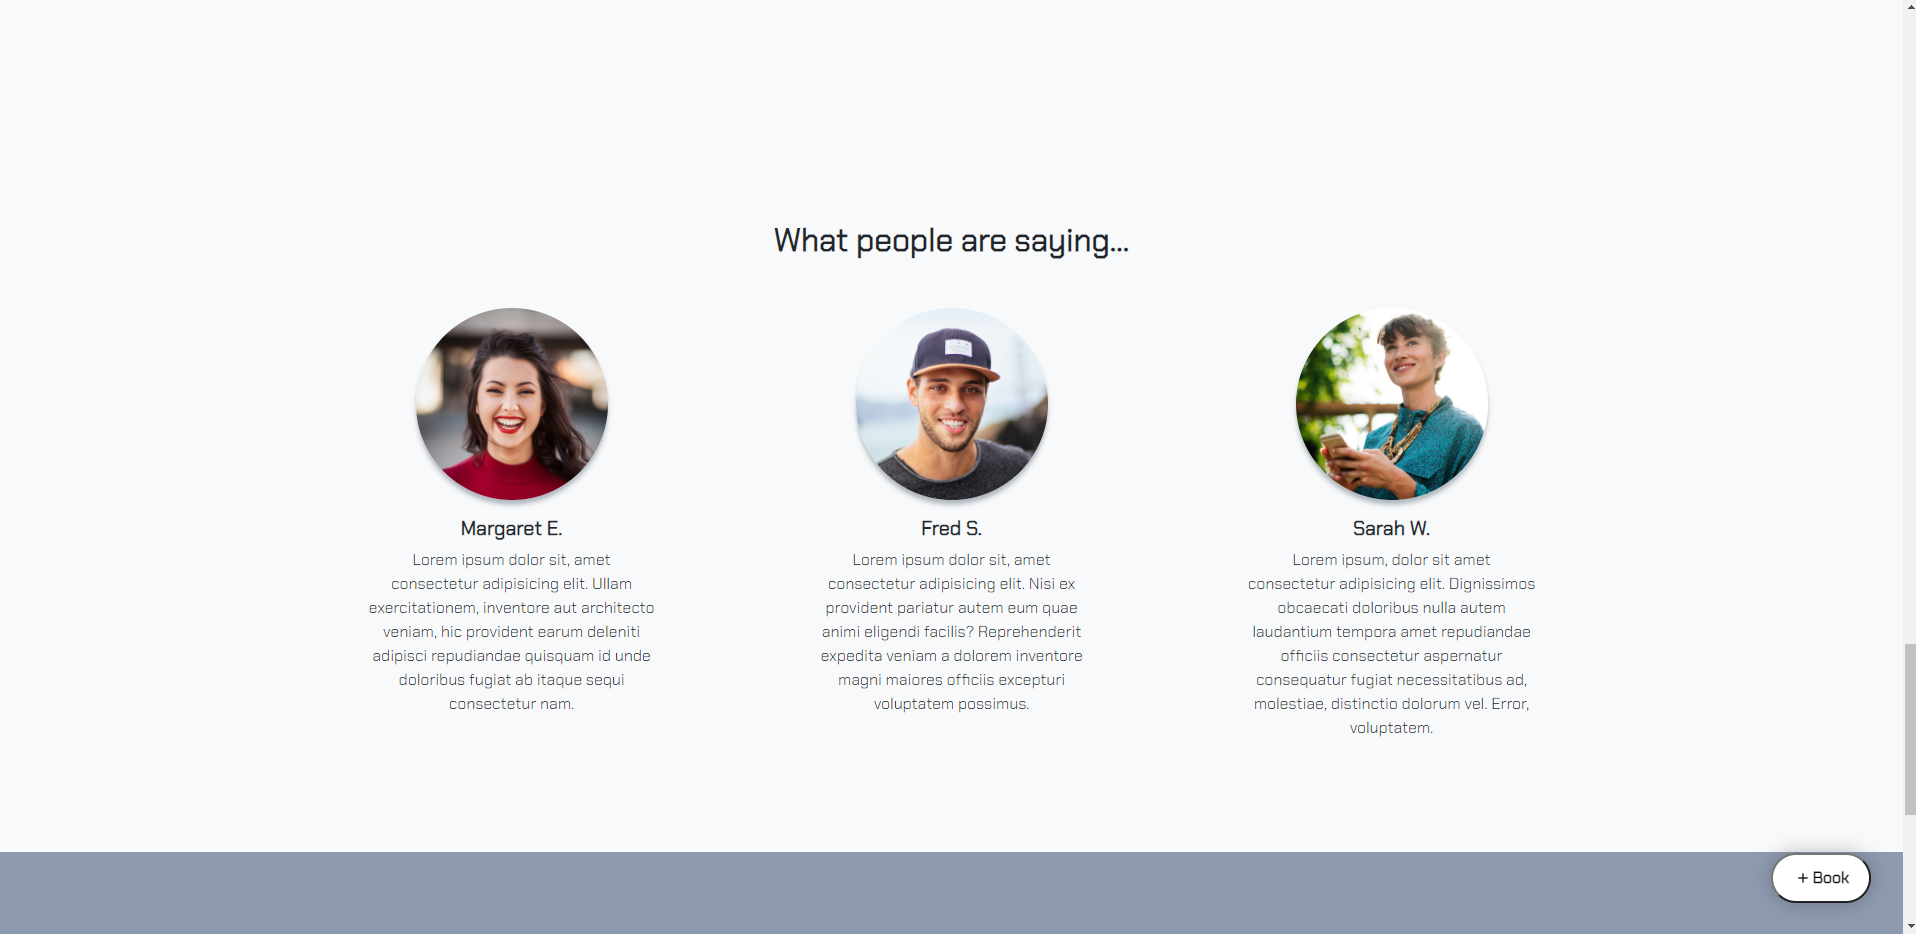 What people are saying...
Margaret E.
Lorem ipsum dolor sit, amet
consectetur adipisicing elit. Ullam
exercitationem, inventore aut architecto
veniam, hic provident earum deleniti
adipisci repudiandae quisquam id unde
doloribus fugiat ab itaque sequi
consectetur nam.
Fred S.
Lorem ipsum dolor sit, amet
consectetur adipisicing elit. Nisi ex
provident pariatur autem eum quae
animi eligendi facilis? Reprehenderit
expedita veniam a dolorem inventore
magni maiores officiis excepturi
voluptatem possimus.
Sarah W.
Lorem ipsum, dolor sit amet
consectetur adipisicing elit. Dignissimos
obcaecati doloribus nulla autem
laudantium tempora amet repudiandae
officiis consectetur aspernatur
consequatur fugiat necessitatibus ad,
molestiae, distinctio dolorum vel. Error,
voluptatem.
+ Book